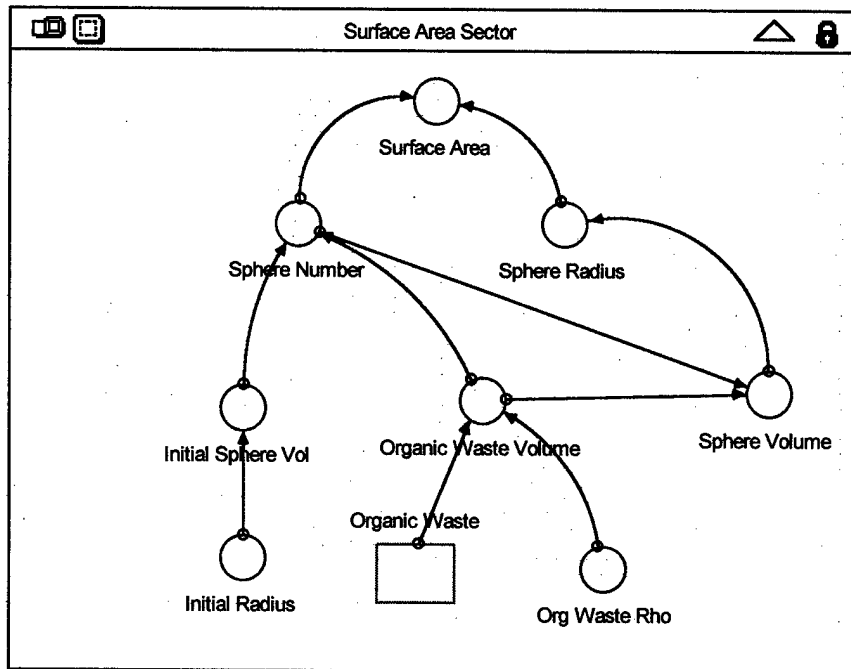 Surface Area Sector
Surface Area
Sphere Number
Sphere Radius
Initial Sphere Vol
Organic Waste Volume
Sphere Volume
Organic Waste
Initial Radius
Org Waste Rho